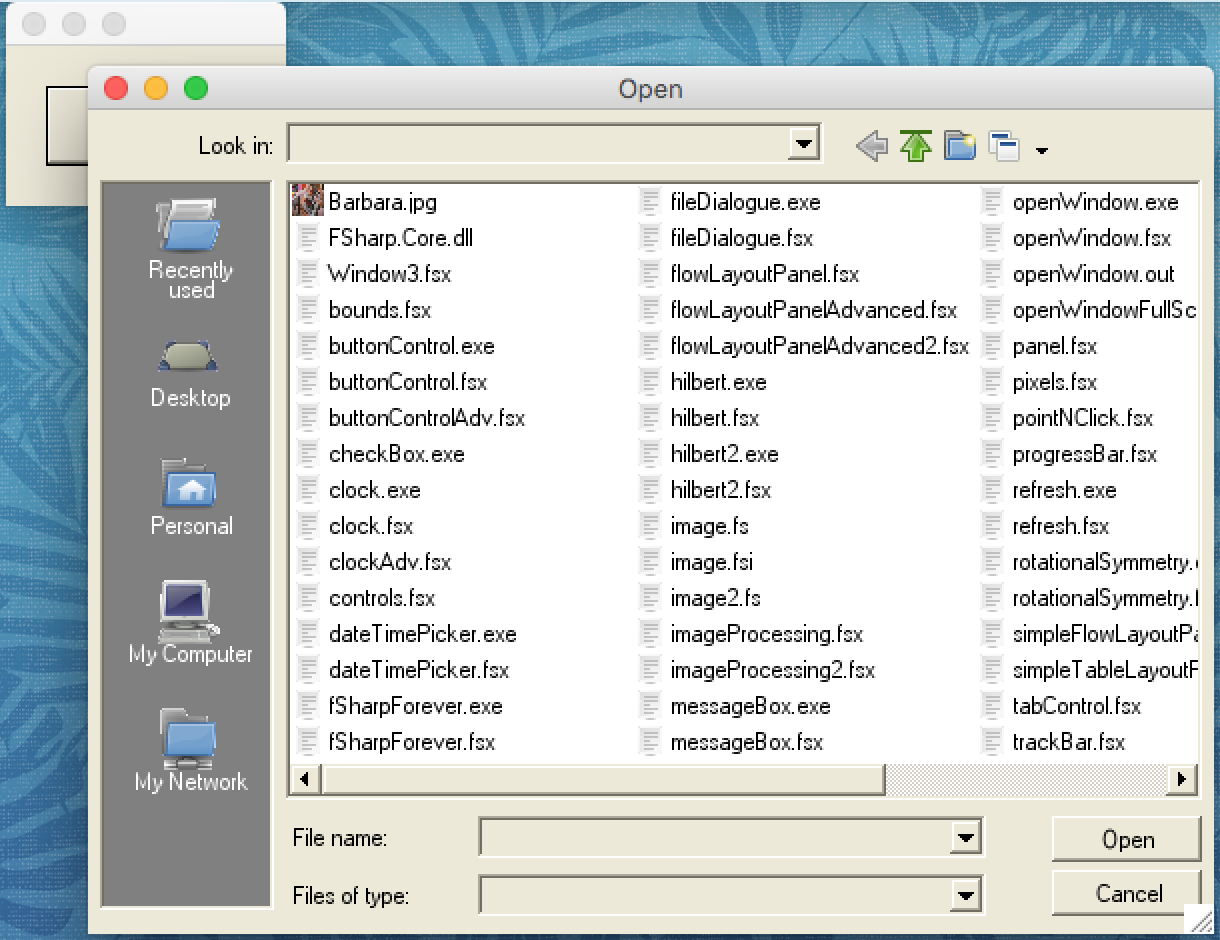 Open
Look in:
Recently
used
Desktop
Personal
My Computer
My Network
Barbara.jpg
FSharp.Core.dll
Window3.fsx
bounds.fsx
buttonControl.exe
buttonControl.fsx
buttonControlAdv.fsx
checkBox.exe
clock.exe
clock.fsx
clockAdv.fsx
controls.fsx
dateTimePicker.exe
dateTimePicker.fsx
fSharpForever.exe
fSharpForever.fsx
fileDialogue.exe
fileDialogue.fsx
flowLayoutPanel.fsx
flowLayoutPanelAdvanced.fsx
flowLayoutPanelAdvanced2.fsx
hilbert.exe
hilbert.fsx
hilbert2.exe
hilbert2.fsx
image.fs
image.fsi
image2.fs
imageProcessing.fsx
imageProcessing2.fsx
messageBox.exe
messageBox.fsx
openWindow.exe
openWindow.fsx
openWindow.out
openWindowFullSc
panel.fsx
pixels.fsx
pointNClick.fsx
progressBar.fsx
refresh.exe
refresh.fsx
rotationalSymmetry.
rotationalSymmetry.
simpleFlowLayoutPa
simpleTableLayout
tabControl.fsx
trackBar.fsx
File name:
Open
Files of type:
Cancel